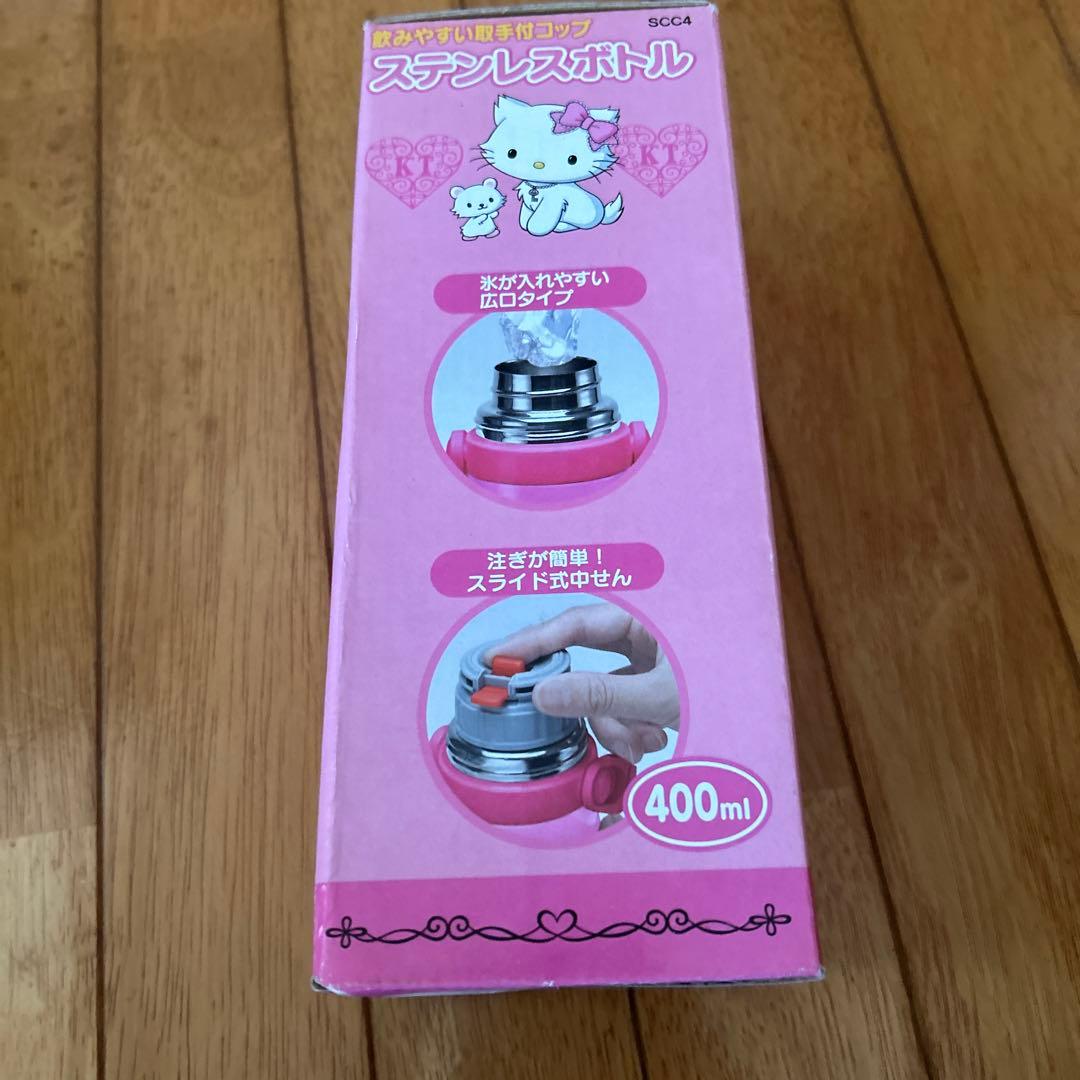 SCC4
飲みやすい取手付コップ
ステンレスボトル
KT
KT
氷が入れやすい
広口タイプ
注ぎが簡単！
スライド式中せん
400ml